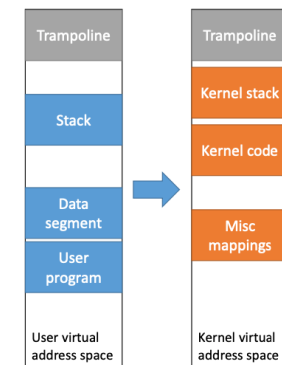 Trampoline
Stack
Data
segment
User
program
User virtual
address space
Trampoline
Kernel stack
Kernel code
Misc
mappings
Kernel virtual
address space